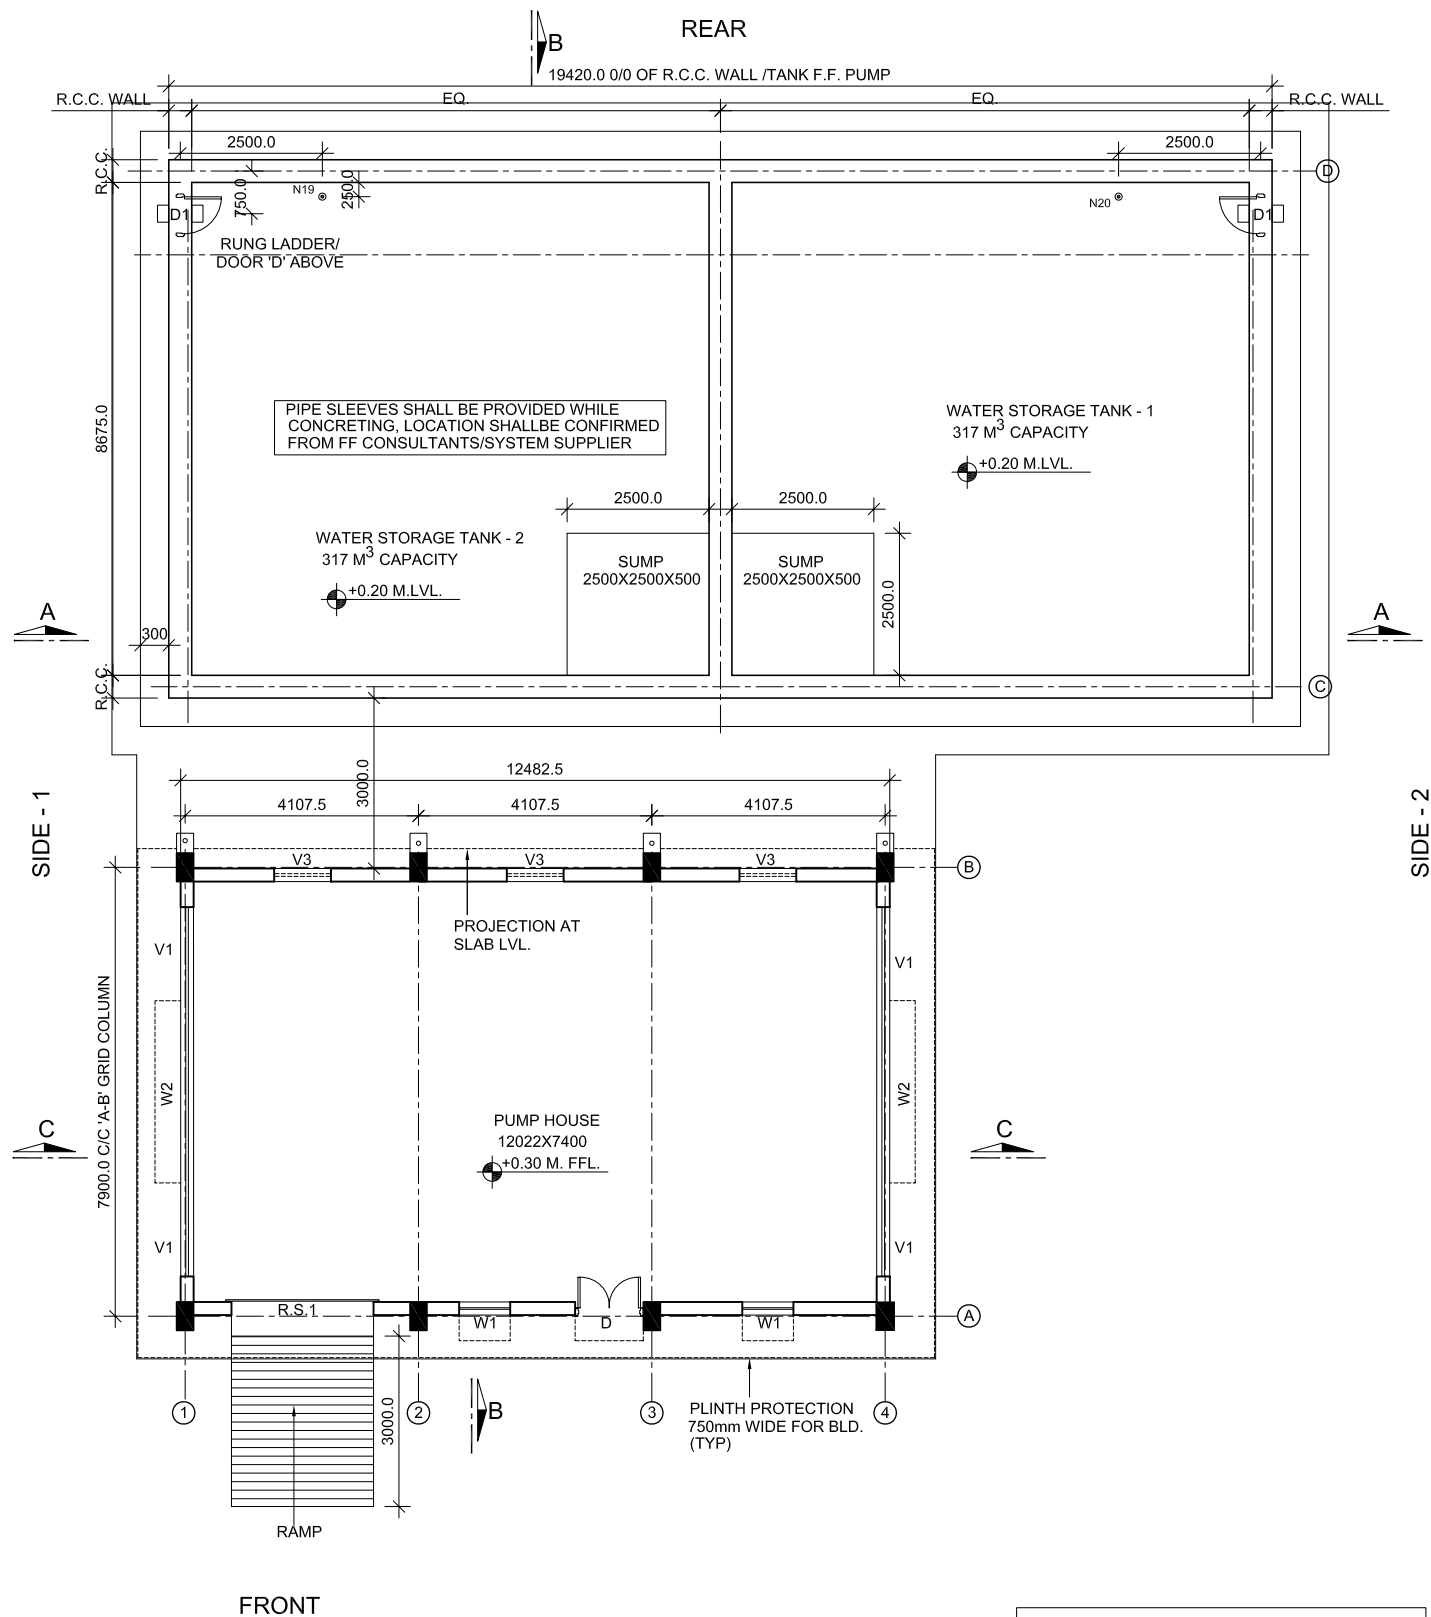 REAR
B
19420.0 0/0 OF R.C.C. WALL /TANK F.F. PUMP
R.C.C. WALL
EQ.
EQ.
R.C.C. WALL
2500.0
2500.0
R.C.C.
D
750.0
N19
250.0
N20
D1
D1
RUNG LADDER/
DOOR 'D' ABOVE
8675.0
PIPE SLEEVES SHALL BE PROVIDED WHILE
CONCRETING, LOCATION SHALLBE CONFIRMED
FROM FF CONSULTANTS/SYSTEM SUPPLIER
WATER STORAGE TANK - 1
317 M3 CAPACITY
+0.20 M.LVL.
2500.0
2500.0
WATER STORAGE TANK - 2
317 M3 CAPACITY
+0.20 M.LVL.
SUMP
2500X2500X500
SUMP
2500X2500X500
2500.0
A
A
300
R.C.C.
C
SIDE - 1
SIDE - 2
12482.5
3000.0
4107.5
4107.5
4107.5
V3
V3
V3
B
PROJECTION AT
SLAB LVL.
V1
V1
7900.0 C/C 'A-B' GRID COLUMN
W2
W2
PUMP HOUSE
12022X7400
+0.30 M. FFL.
C
C
V1
V1
R.S.1
W1
D
W1
A
1
2
3
4
B
3000.0
PLINTH PROTECTION
750mm WIDE FOR BLD.
(TYP)
RAMP
FRONT